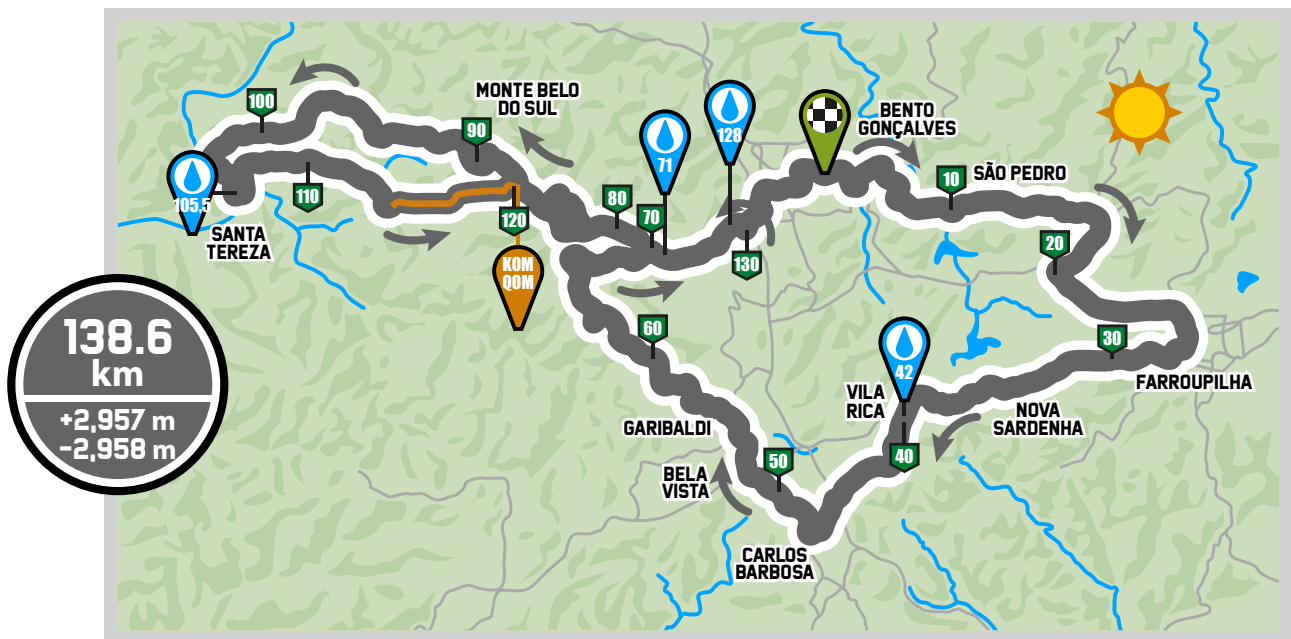 100
MONTE BELO
DO SUL
90
71
128
BENTO
GONÇALVES
10
SÃO PEDRO
105,5
110
80
70
120
20
SANTA
TEREZA
KOM
QOM
130
138.6
km
+2,957 m
-2,958 m
60
30
42
FARROUPILHA
VILA
RICA
NOVA
SARDENHA
GARIBALDI
40
50
BELA
VISTA
CARLOS
BARBOSA